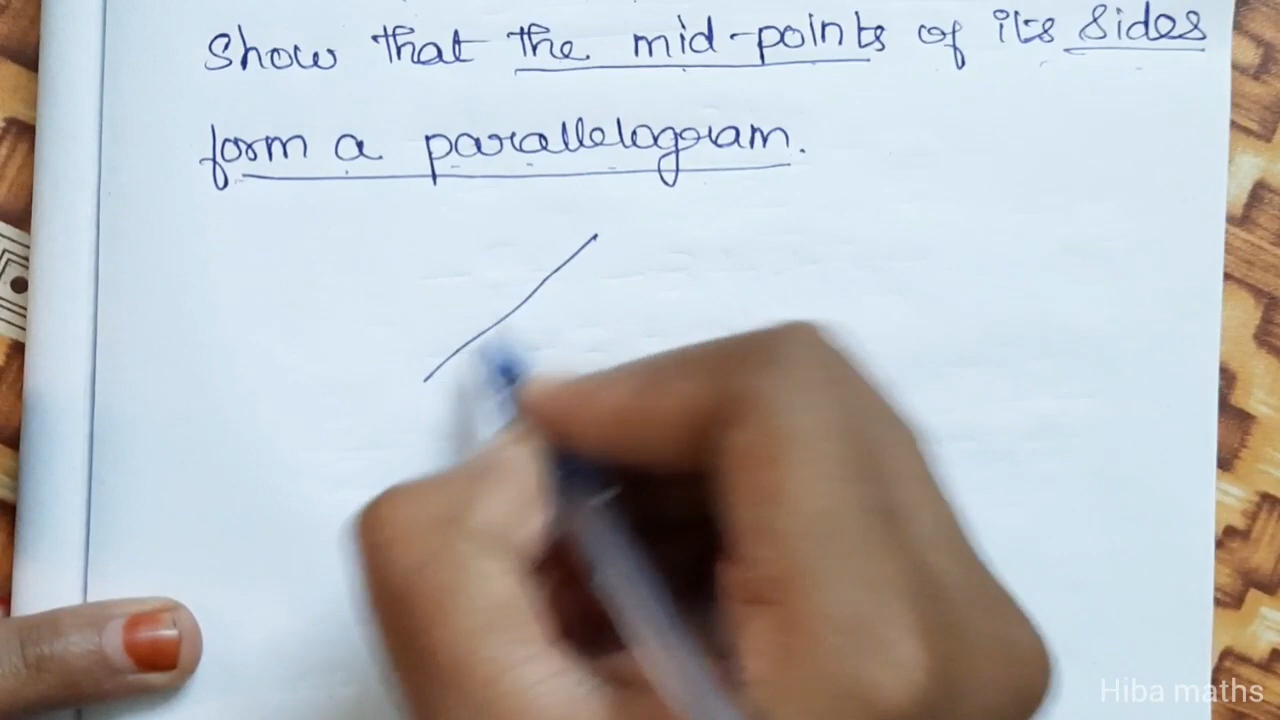 Show that the mid-points of its sides
form a parallelogram.
Hiba maths